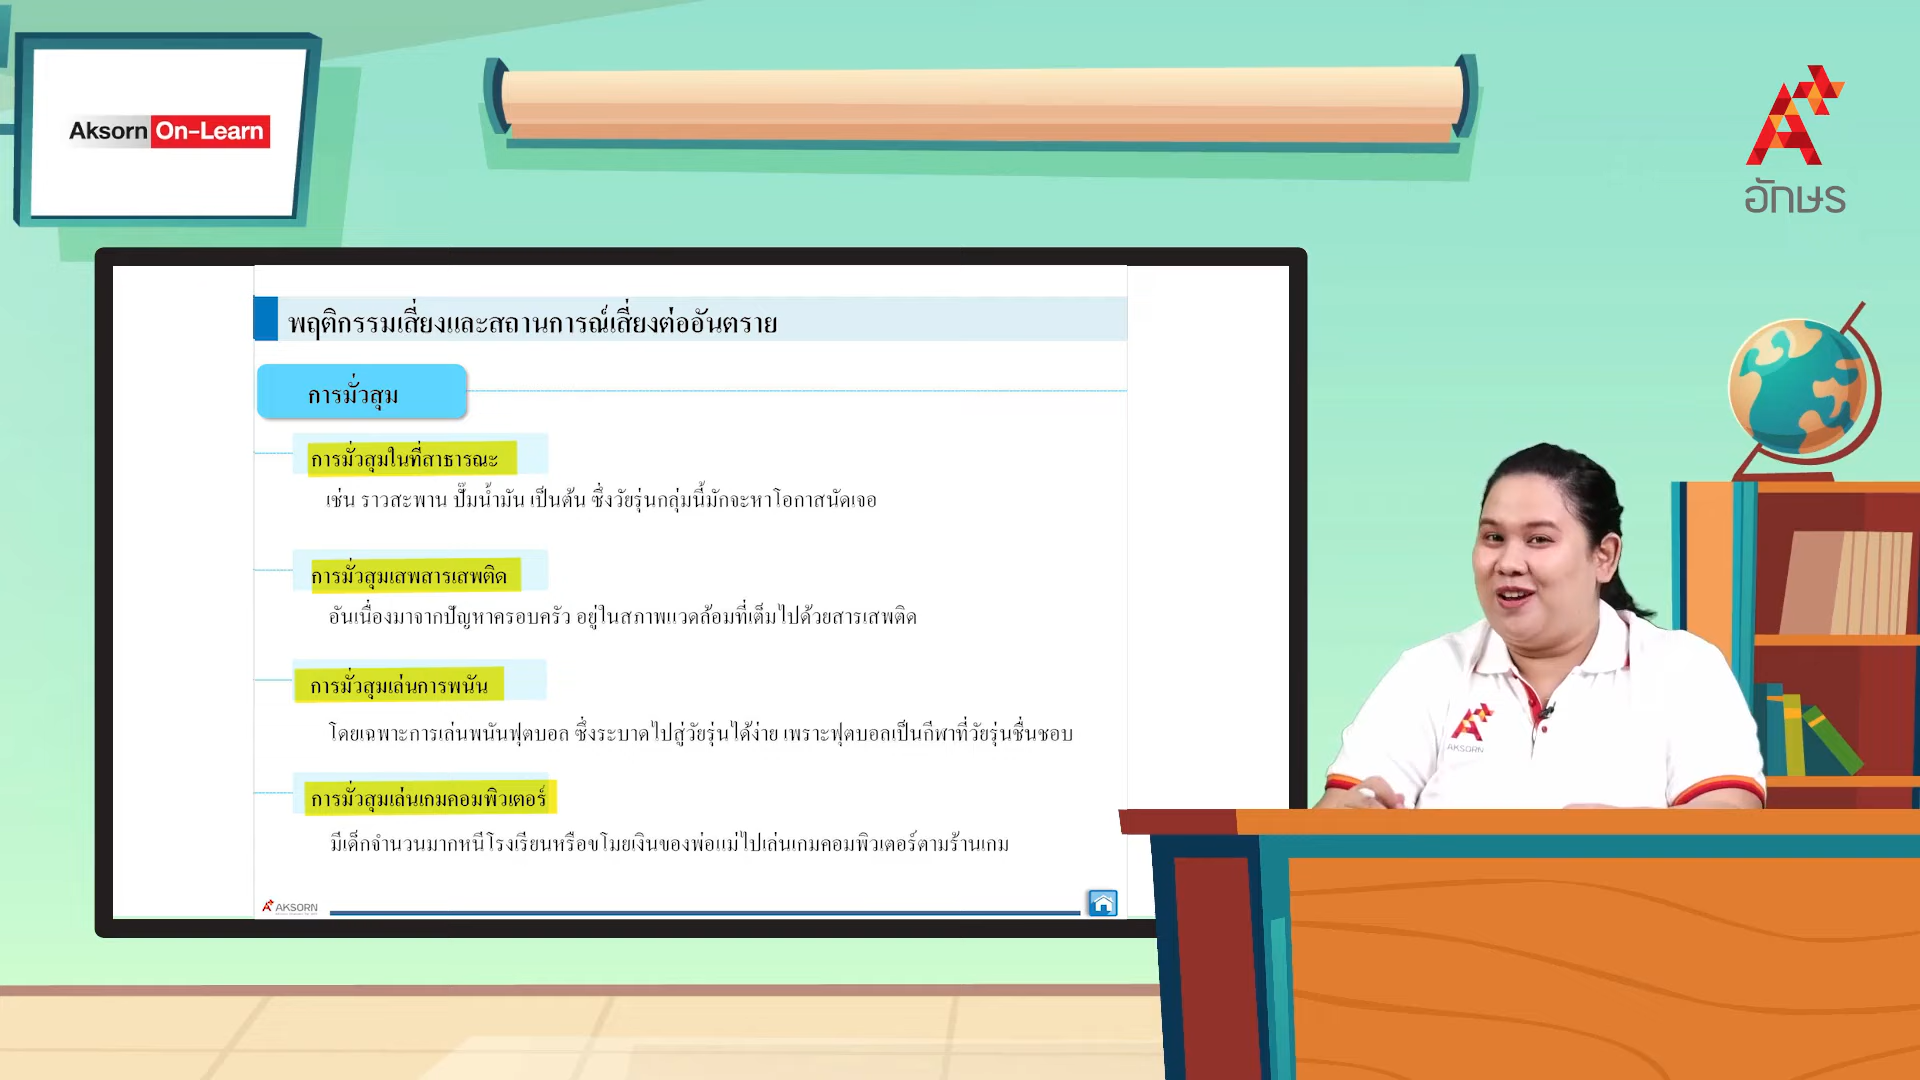 Aksorn On-Learn
อักษร
พฤติกรรมเสี่ยงและสถานการณ์เสี่ยงต่ออันตราย
การมั่วสุม
การมั่วสุมในที่สาธารณะ
เช่น ราวสะพาน ปั๊มน้ำมัน เป็นต้น ซึ่งวัยรุ่นกลุ่มนี้มักจะหาโอกาสนัดเจอ
การมั่วสุมเสพสารเสพติด
อันเนื่องมาจากปัญหาครอบครัว อยู่ในสภาพแวดล้อมที่เต็มไปด้วยสารเสพติด
การมั่วสุมเล่นการพนัน
โดยเฉพาะการเล่นพนันฟุตบอล ซึ่งระบาดไปสู่วัยรุ่นได้ง่าย เพราะฟุตบอลเป็นกีฬาที่วัยรุ่นชื่นชอบ
การมั่วสุมเล่นเกมคอมพิวเตอร์
มีเด็กจำนวนมากหนีโรงเรียนหรือขโมยเงินของพ่อแม่ไปเล่นเกมคอมพิวเตอร์ตามร้านเกม
AKSORN
AKSORN